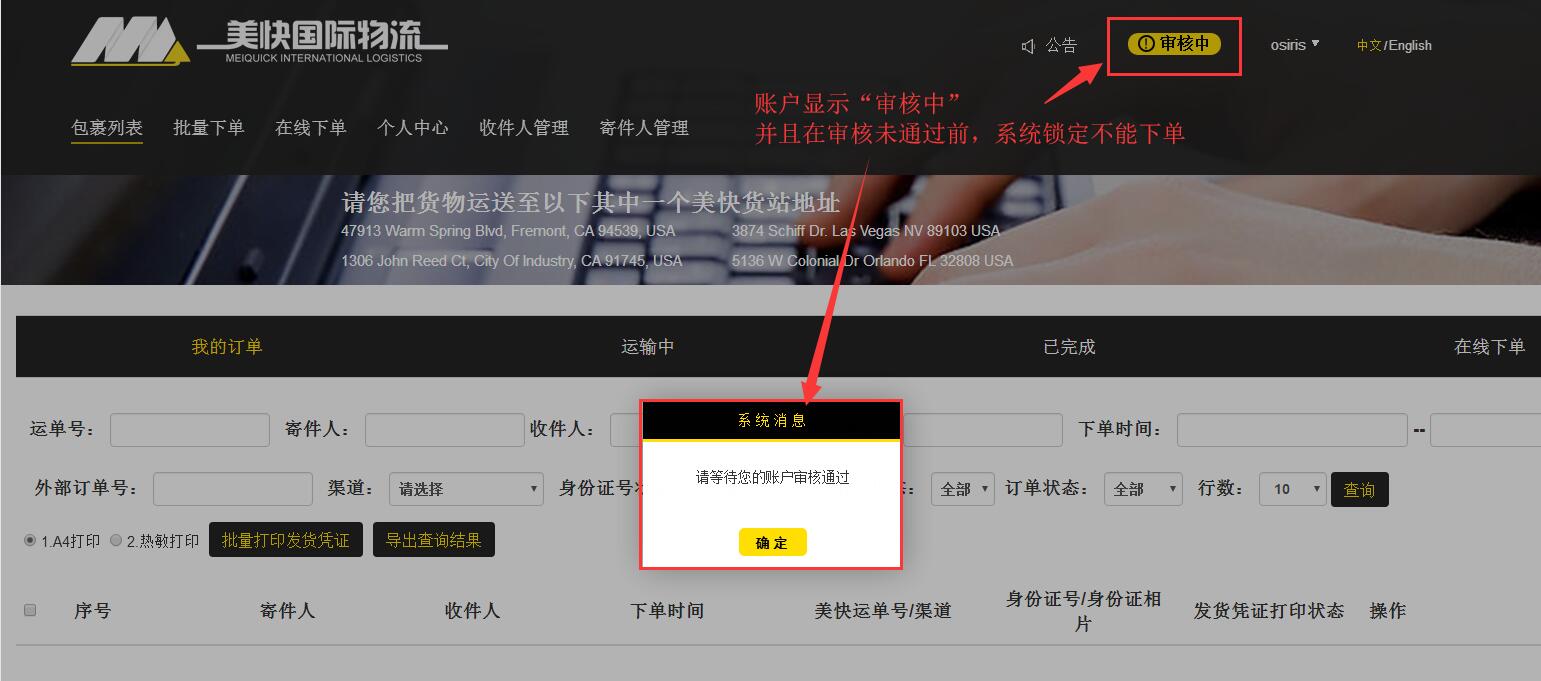 美快国际物流
MEIQUICK INTERNATIONAL LOGISTICS
公告
审核中
osiris
中文/English
账户显示“审核中”
并且在审核未通过前，系统锁定不能下单
包裹列表
批量下单
在线下单
个人中心
收件人管理
寄件人管理
请您把货物运送至以下其中一个美快货站地址
47913 Warm Spring Blvd, Fremont, CA 94539, USA
3874 Schiff Dr. Las Vegas NV 89103 USA
1306 John Reed Ct, City Of Industry, CA 91745, USA
5136 W Colonial Dr Orlando FL 32808 USA
我的订单
运输中
已完成
在线下单
运单号：
寄件人：
收件人：
下单时间：
--
系统消息
请等待您的账户审核通过
确定
外部订单号：
渠道：
请选择
身份证号
全部
订单状态：
全部
行数：
10
查询
1.A4打印
2.热敏打印
批量打印发货凭证
导出查询结果
序号
寄件人
收件人
下单时间
美快运单号/渠道
身份证号/身份证相
片
发货凭证打印状态
操作